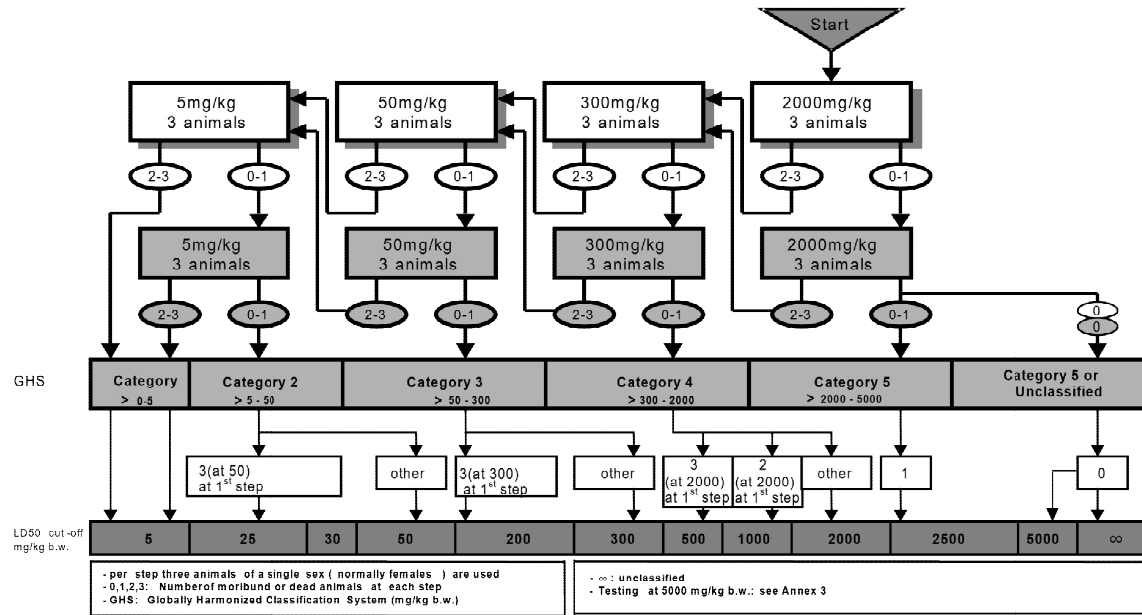 Start
5mg/kg
3 animals
50mg/kg
3 animals
300mg/kg
3 animals
2000mg/kg
3 animals
2-3
0-1
2-3
0-1
2-3
0-1
2-3
0-1
5mg/kg
3 animals
50mg/kg
3 animals
300mg/kg
3 animals
2000mg/kg
3 animals
2-3
0-1
2-3
0-1
2-3
0-1
2-3
0-1
0
0
GHS
Category
> 0-5
Category 2
> 5 - 50
Category 3
> 50 - 300
Category 4
> 300 - 2000
Category 5
> 2000 - 5000
Category 5 or
Unclassified
3(at 50)
at 1st step
other
3(at 300)
at 1st step
other
3
(at 2000)
at 1st step
2
(at 2000)
at 1st step
other
1
0
LD50 cut-off
mg/kg b.w.
5
25
30
50
200
300
500
1000
2000
2500
5000
∞
- per step three animals of a single sex ( normally females ) are used
- 0,1,2,3: Numberof moribund or dead animals at each step
- GHS: Globally Harmonized Classification System (mg/kg b.w.)
- ∞ : unclassified
- Testing at 5000 mg/kg b.w.: see Annex 3